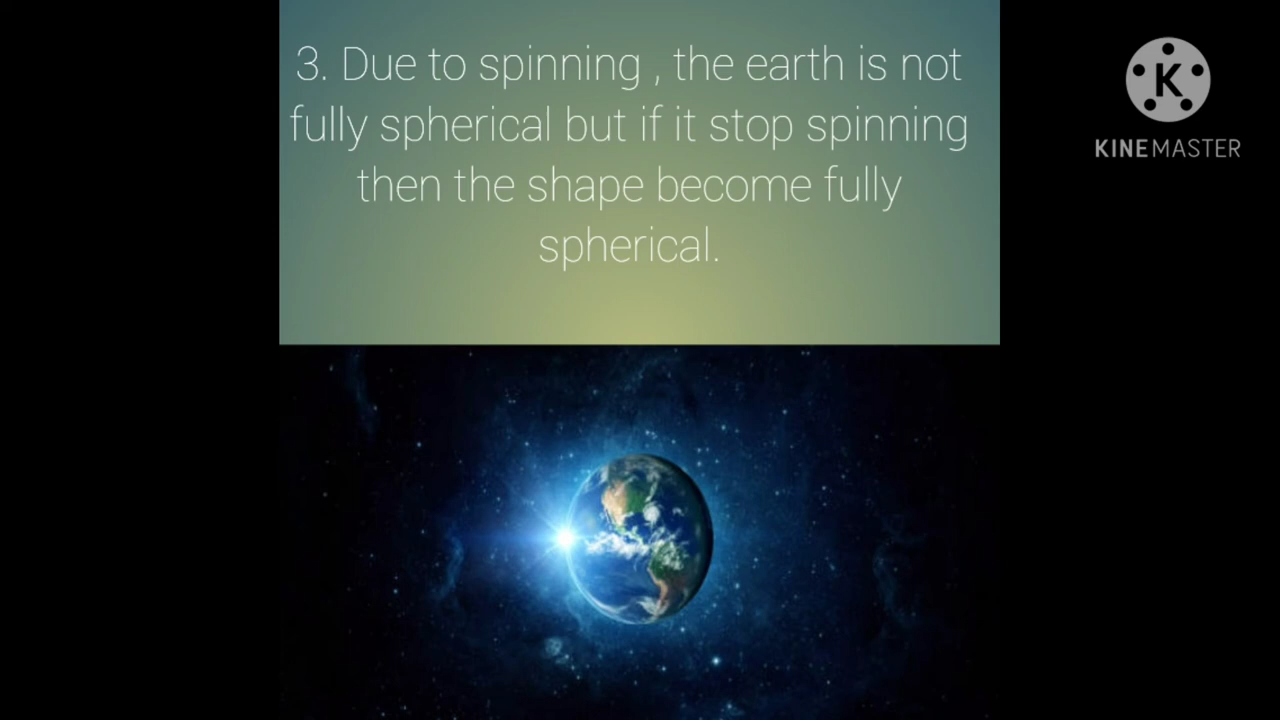 3. Due to spinning , the earth is not
fully spherical but if it stop spinning
then the shape become fully
spherical.
K
KINEMASTER